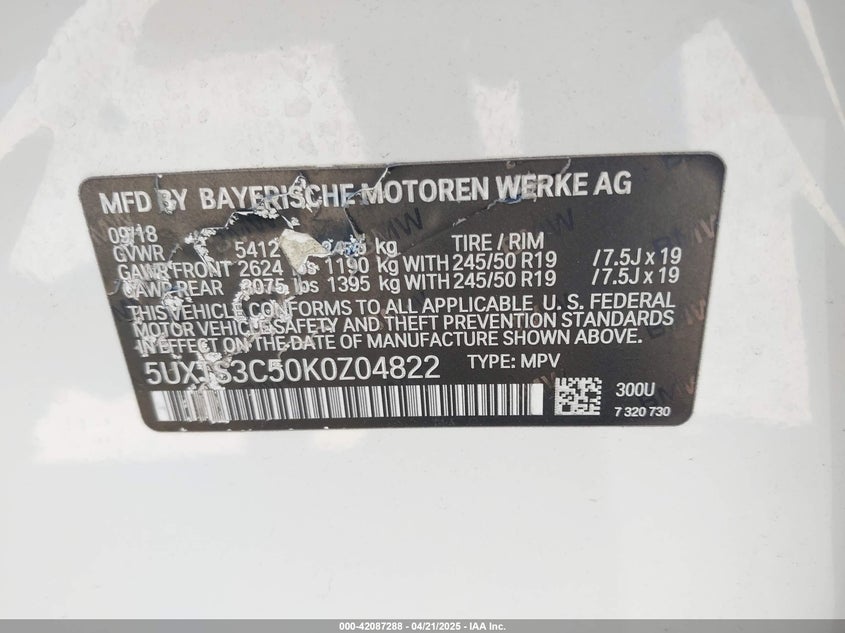 MFD BY BAYERISCHE MOTOREN WERKE AG
09/18
GVWR 5412 kg TIRE / RIM
GAWR FRONT 2624 lbs 1190 kg WITH 245/50 R19 /7.5J x 19
GAWR REAR 3075 lbs 1395 kg WITH 245/50 R19 /7.5J x 19
THIS VEHICLE CONFORMS TO ALL APPLICABLE, U. S. FEDERAL
MOTOR VEHICLE SAFETY AND THEFT PREVENTION STANDARDS
IN EFFECT ON THE DATE OF MANUFACTURE SHOWN ABOVE.
TYPE: MPV
300U
7 320 730
000-42087288 - 04/21/2025 - IAA Inc.